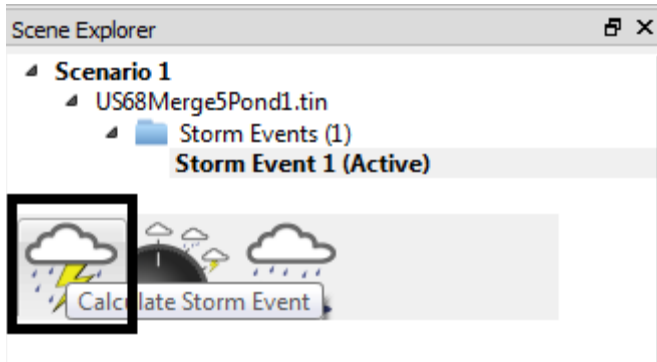 Scene Explorer
Scenario 1
US68Merge5Pond1.tin
Storm Events (1)
Storm Event 1 (Active)
Calculate Storm Event